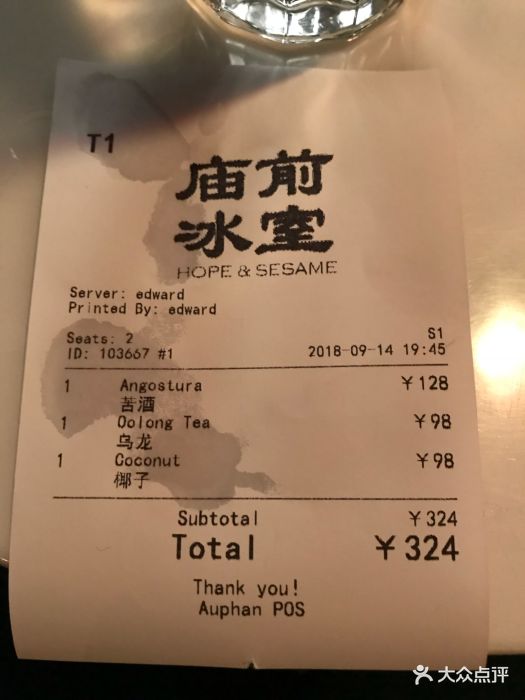 T1
庙前
冰室
HOPE & SESAME
Server: edward
Printed By: edward
Seats: 2 S1
ID: 103667 #1 2018-09-14 19:45
1 Angostura ￥128
苦酒
1 Oolong Tea ￥98
乌龙
1 Coconut ￥98
椰子
Subtotal ￥324
Total ￥324
Thank you!
Auphan POS
大众点评